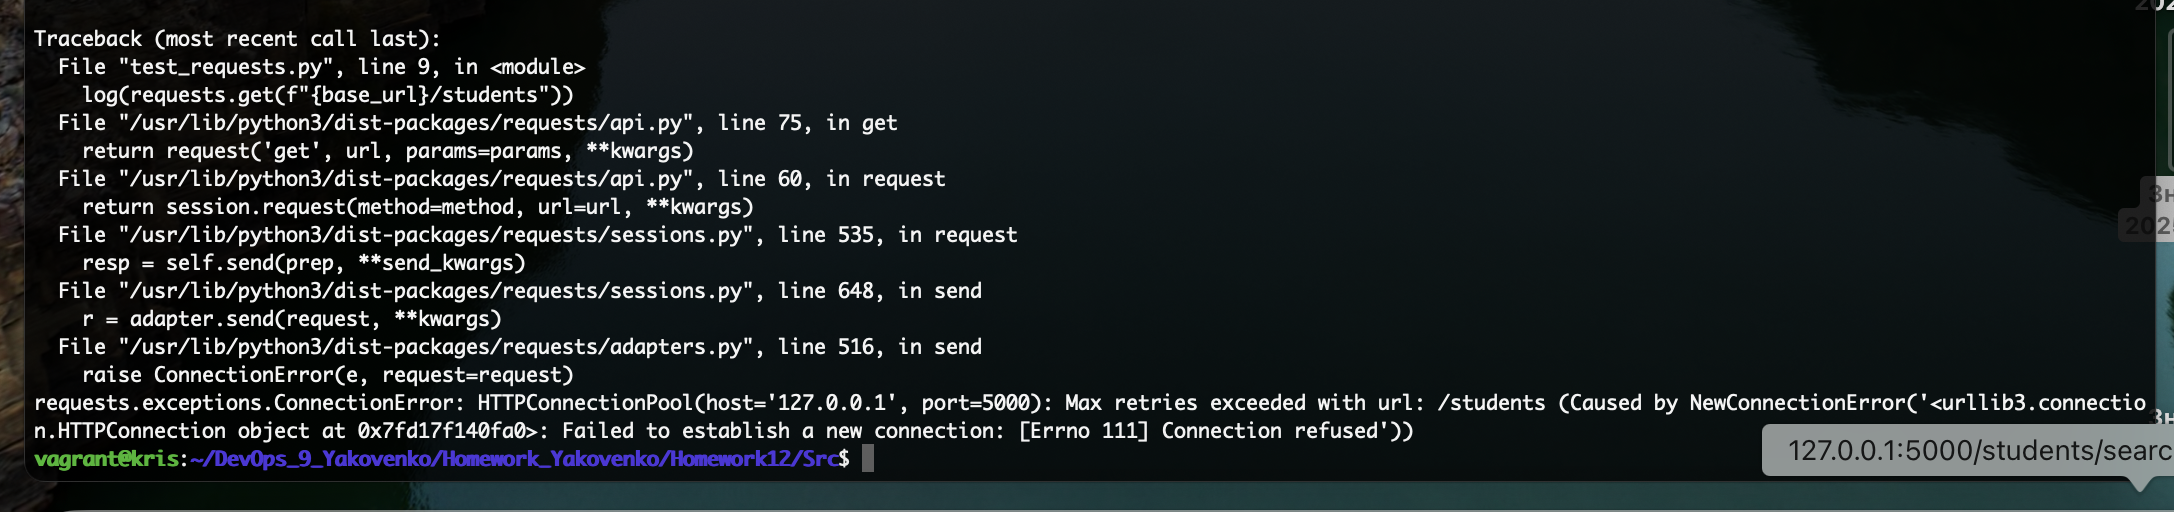 Traceback (most recent call last):
  File "test_requests.py", line 9, in <module>
    log(requests.get(f"{base_url}/students"))
  File "/usr/lib/python3/dist-packages/requests/api.py", line 75, in get
    return request('get', url, params=params, **kwargs)
  File "/usr/lib/python3/dist-packages/requests/api.py", line 60, in request
    return session.request(method=method, url=url, **kwargs)
  File "/usr/lib/python3/dist-packages/requests/sessions.py", line 535, in request
    resp = self.send(prep, **send_kwargs)
  File "/usr/lib/python3/dist-packages/requests/sessions.py", line 648, in send
    r = adapter.send(request, **kwargs)
  File "/usr/lib/python3/dist-packages/requests/adapters.py", line 516, in send
    raise ConnectionError(e, request=request)
requests.exceptions.ConnectionError: HTTPConnectionPool(host='127.0.0.1', port=5000): Max retries exceeded with url: /students (Caused by NewConnectionError('<urllib3.connectio
n.HTTPConnection object at 0x7fd17f140fa0>: Failed to establish a new connection: [Errno 111] Connection refused'))
vagrant@kris:~/DevOps_9_Yakovenko/Homework_Yakovenko/Homework12/Src$
127.0.0.1:5000/students/searc